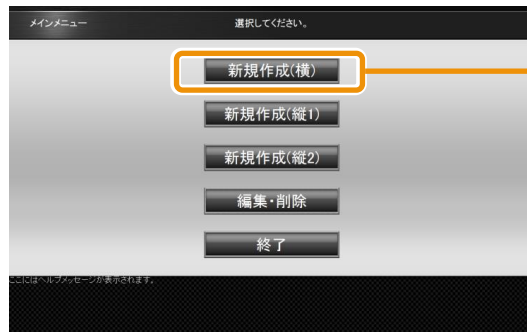 メインメニュー
選択してください。
新規作成(横)
新規作成(縦1)
新規作成(縦2)
編集・削除
終了
ここにはヘルプメッセージが表示されます。